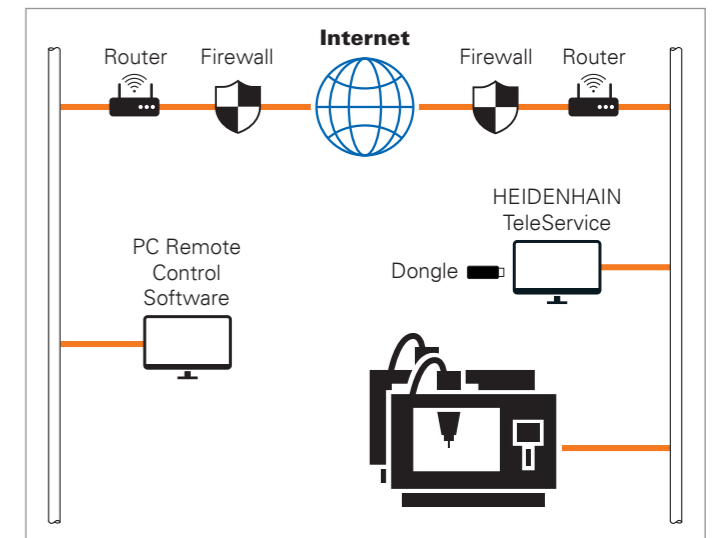 Internet
Router
Firewall
Firewall
Router
HEIDENHAIN
TeleService
PC Remote
Control
Software
Dongle